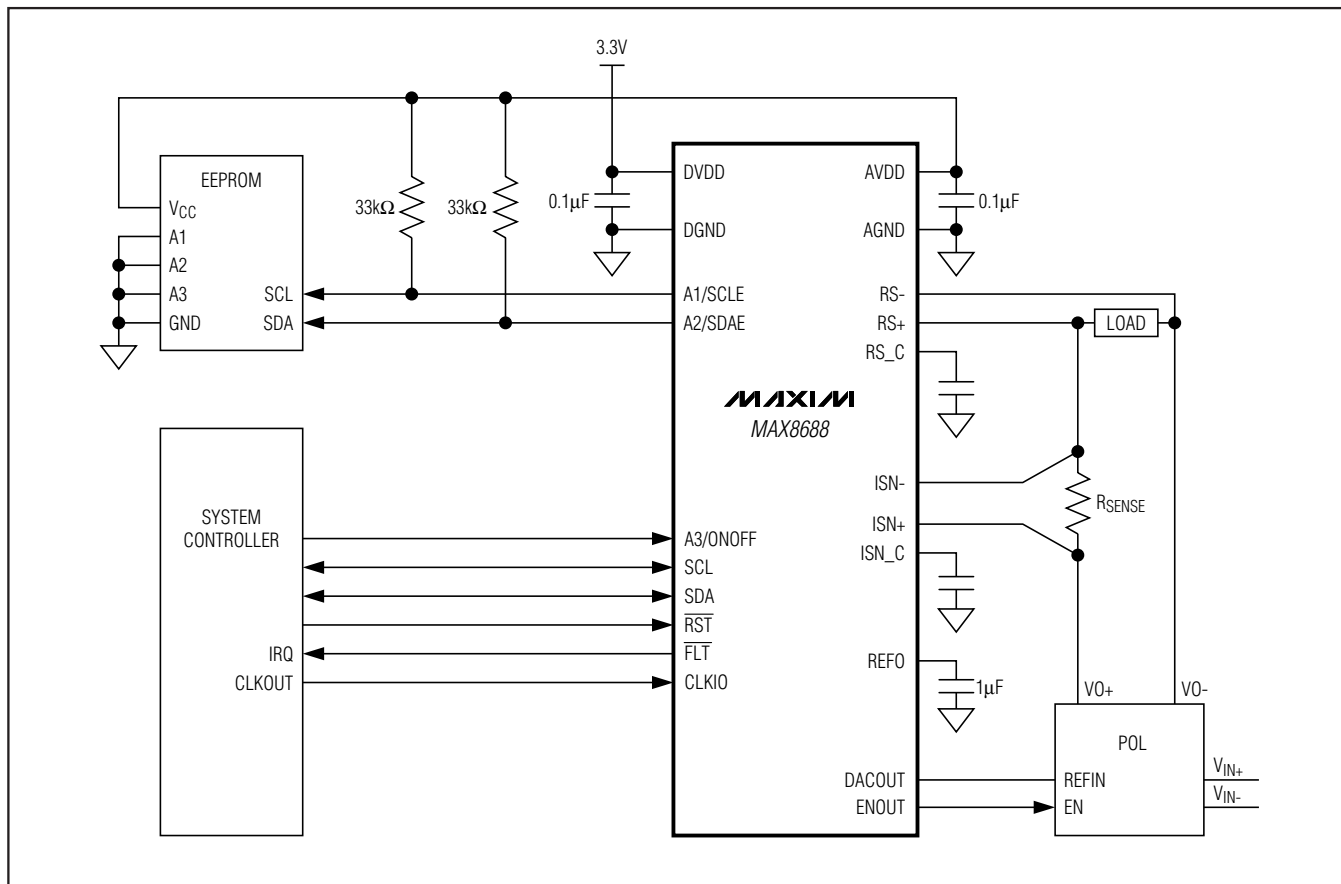 3.3V
EEPROM
VCC
A1
A2
A3
GND
SCL
SDA
33kΩ
33kΩ
0.1µF
0.1µF
DVDD
DGND
A1/SCLE
A2/SDAE
AVDD
AGND
RS-
RS+
RS_C
LOAD
MAXIM
MAX8688
ISN-
ISN+
ISN_C
RSENSE
SYSTEM
CONTROLLER
IRQ
CLKOUT
A3/ONOFF
SCL
SDA
RST
FLT
CLKIO
REFO
1µF
DACOUT
ENOUT
VO+
VO-
POL
REFIN
EN
VIN+
VIN-